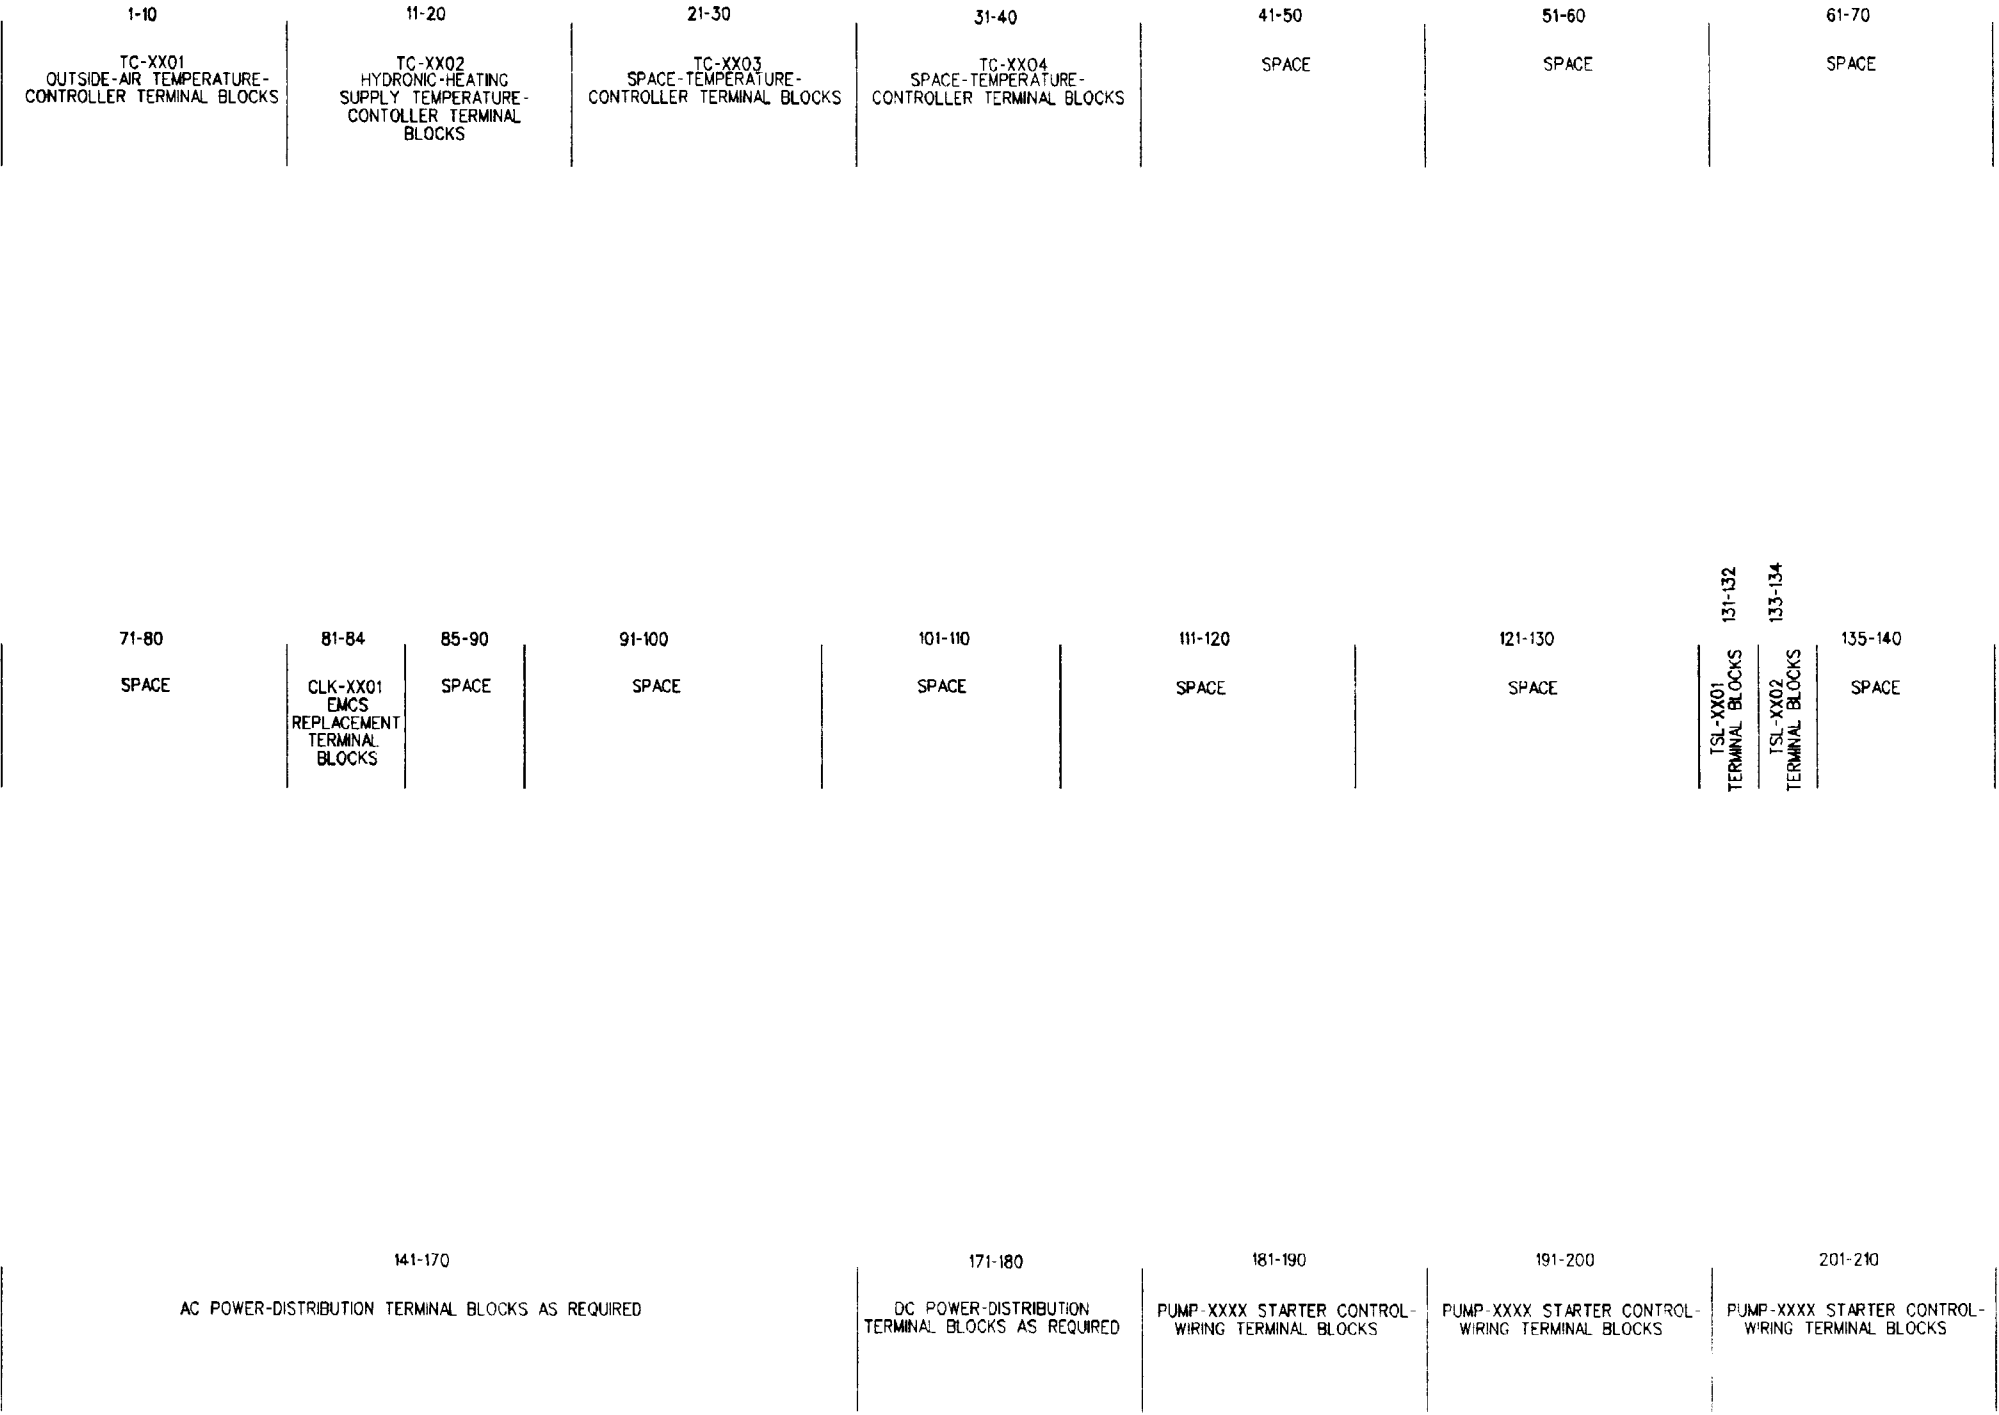 1-10
TC-XX01
OUTSIDE-AIR TEMPERATURE-
CONTROLLER TERMINAL BLOCKS
11-20
TC-XX02
HYDRONIC-HEATING
SUPPLY TEMPERATURE-
CONTOLLER TERMINAL
BLOCKS
21-30
TC-XX03
SPACE-TEMPERATURE-
CONTROLLER TERMINAL BLOCKS
31-40
TC-XX04
SPACE-TEMPERATURE-
CONTROLLER TERMINAL BLOCKS
41-50
SPACE
51-60
SPACE
61-70
SPACE
71-80
SPACE
81-84
CLK-XX01
EMCS
REPLACEMENT
TERMINAL
BLOCKS
85-90
SPACE
91-100
SPACE
101-110
SPACE
111-120
SPACE
121-130
SPACE
131-132
TSL-XX01
TERMINAL BLOCKS
133-134
TSL-XX02
TERMINAL BLOCKS
135-140
SPACE
141-170
AC POWER-DISTRIBUTION TERMINAL BLOCKS AS REQUIRED
171-180
DC POWER-DISTRIBUTION
TERMINAL BLOCKS AS REQUIRED
181-190
PUMP-XXXX STARTER CONTROL-
WIRING TERMINAL BLOCKS
191-200
PUMP-XXXX STARTER CONTROL-
WIRING TERMINAL BLOCKS
201-210
PUMP-XXXX STARTER CONTROL-
WIRING TERMINAL BLOCKS